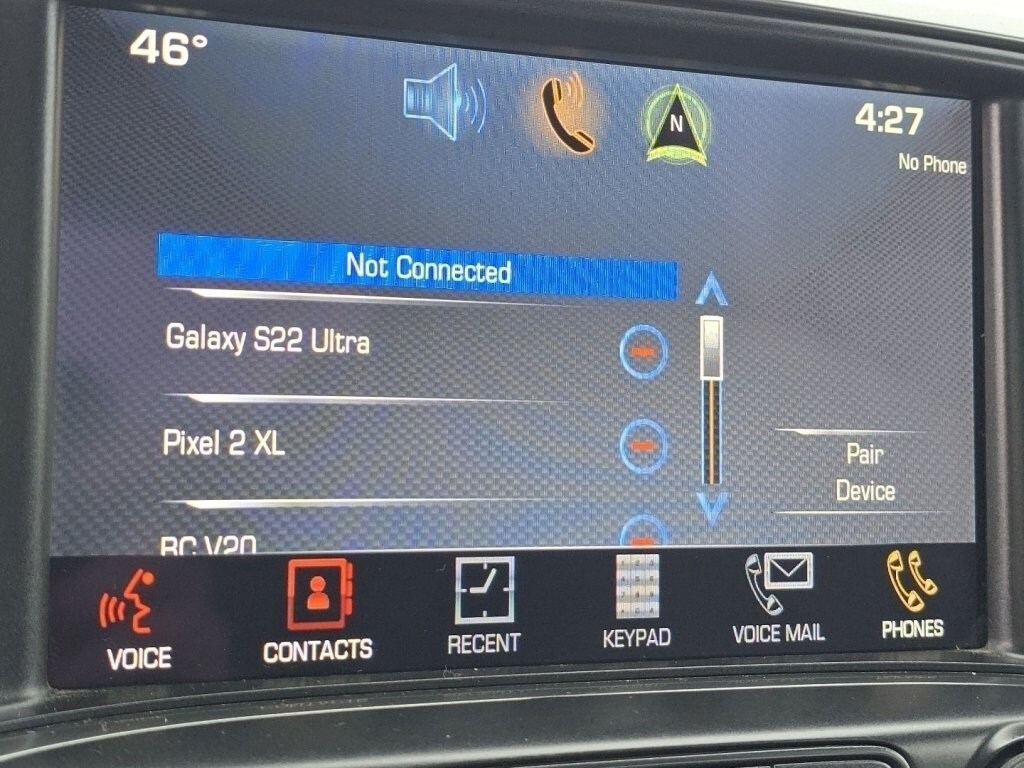 46°
N
4:27
No Phone
Not Connected
Galaxy S22 Ultra
Pixel 2 XL
Pair
Device
VOICE
CONTACTS
RECENT
KEYPAD
VOICE MAIL
PHONES